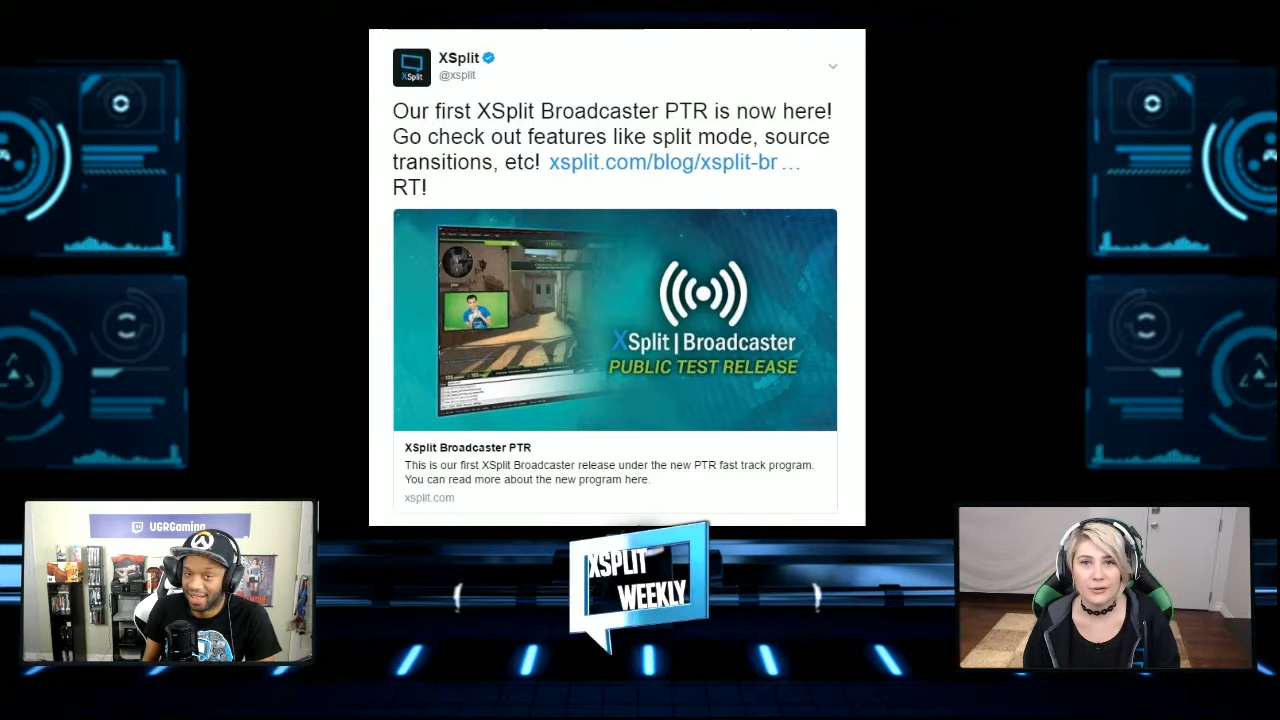 XSplit
@xsplit
XSplit
Our first XSplit Broadcaster PTR is now here!
Go check out features like split mode, source
transitions, etc! xsplit.com/blog/xsplit-br…
RT!
XSplit | Broadcaster
PUBLIC TEST RELEASE
XSplit Broadcaster PTR
This is our first XSplit Broadcaster release under the new PTR fast track program.
You can read more about the new program here.
xsplit.com
UGRGaming
XSPLIT
WEEKLY